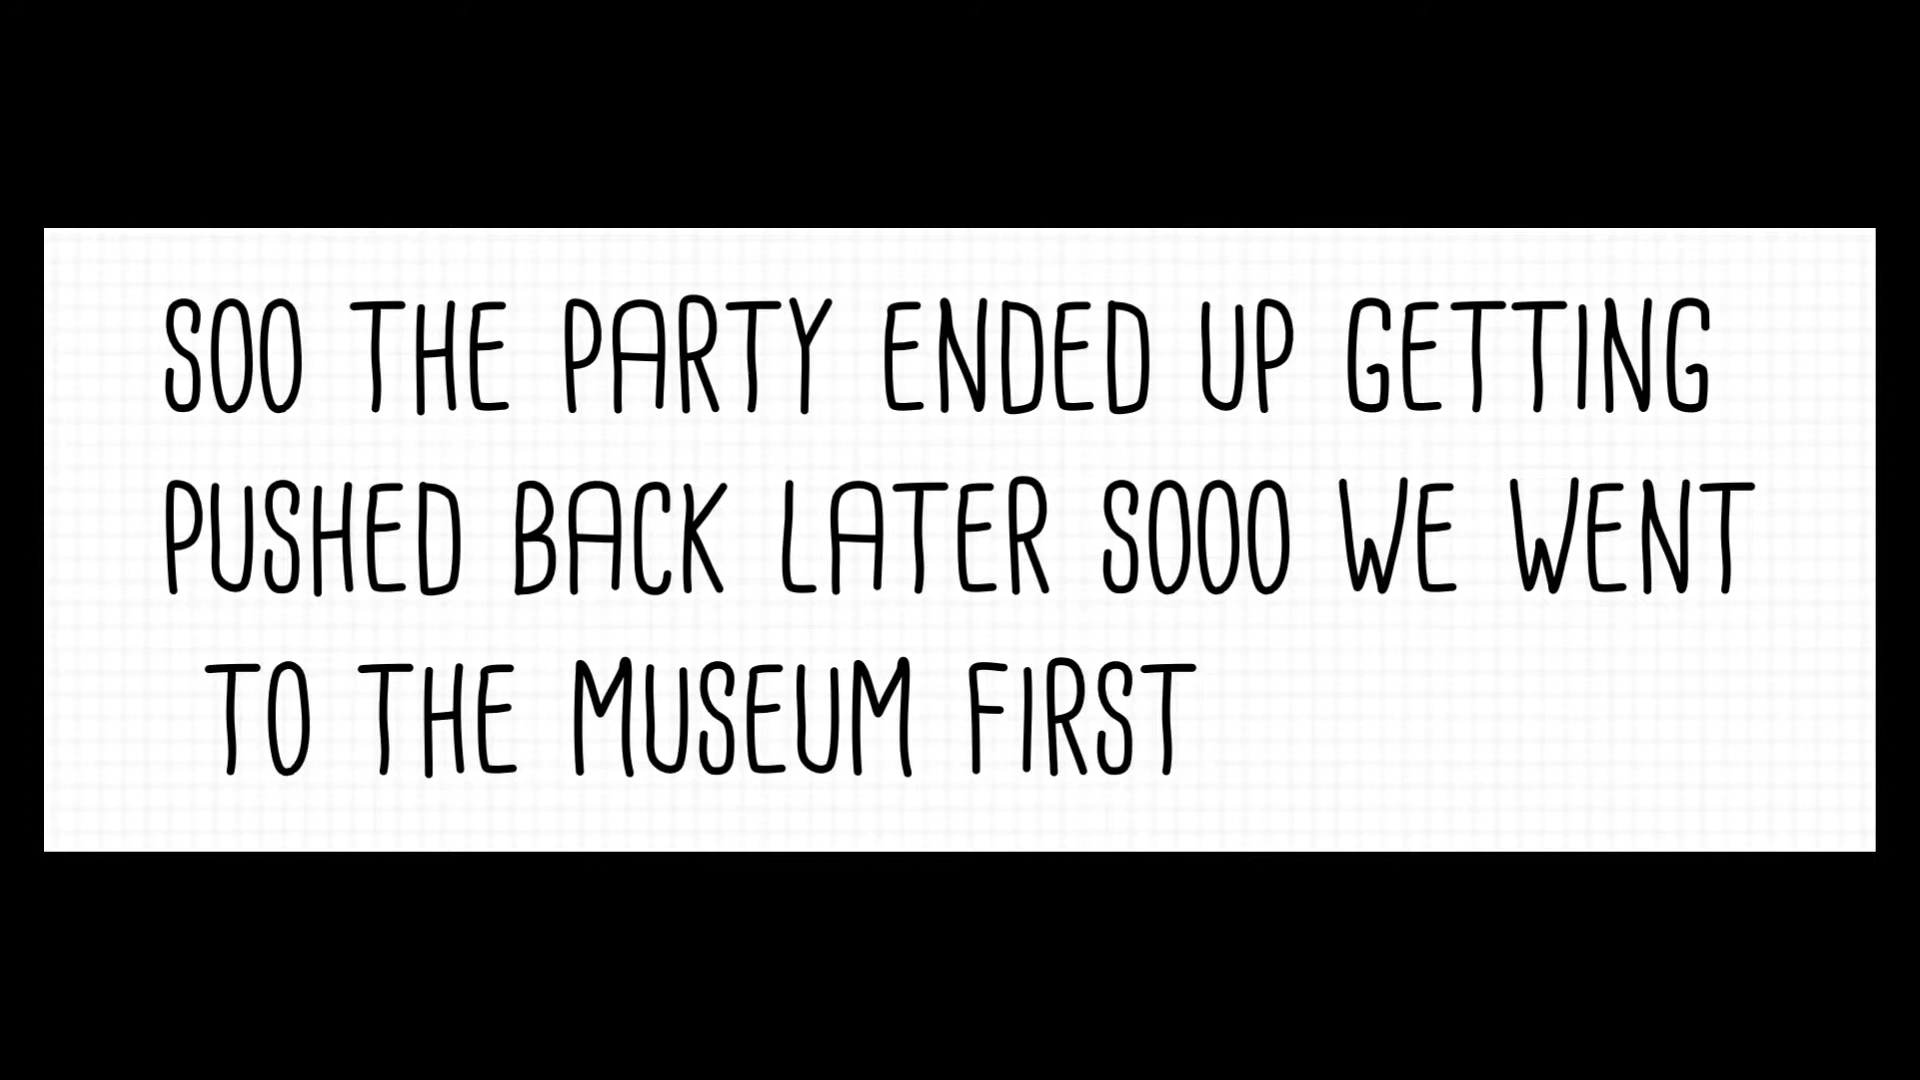 SOO THE PARTY ENDED UP GETTING
PUSHED BACK LATER SOOO WE WENT
TO THE MUSEUM FIRST